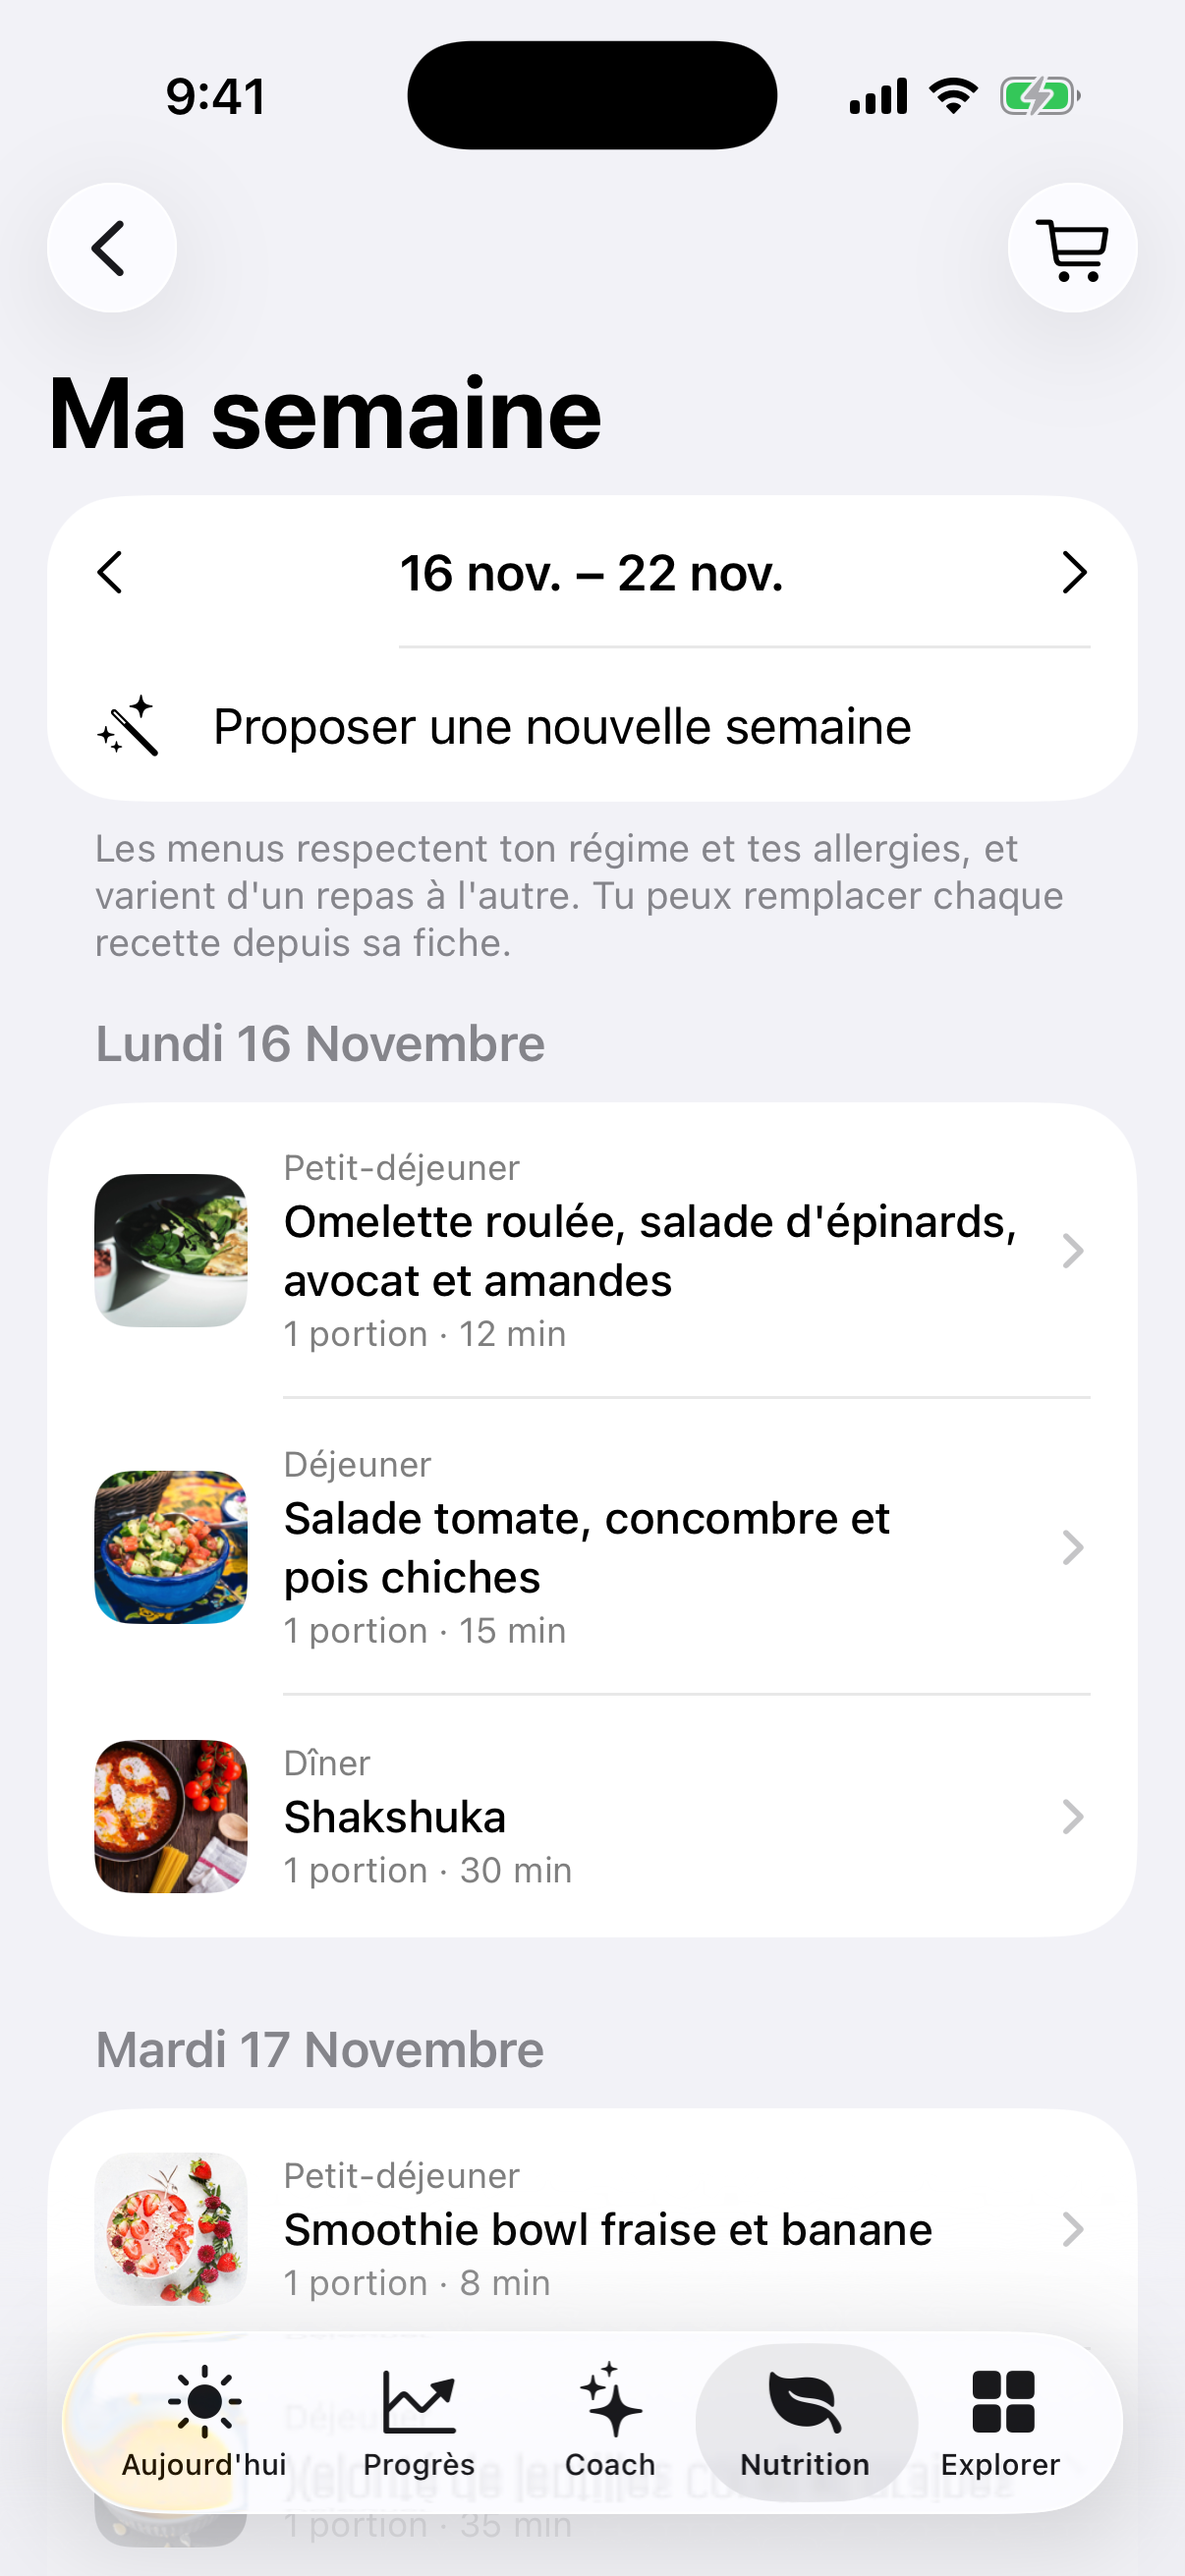 9:41
Ma semaine
16 nov. – 22 nov.
Proposer une nouvelle semaine
Les menus respectent ton régime et tes allergies, et
varient d'un repas à l'autre. Tu peux remplacer chaque
recette depuis sa fiche.
Lundi 16 Novembre
Petit-déjeuner
Omelette roulée, salade d'épinards,
avocat et amandes
1 portion · 12 min
Déjeuner
Salade tomate, concombre et
pois chiches
1 portion · 15 min
Dîner
Shakshuka
1 portion · 30 min
Mardi 17 Novembre
Petit-déjeuner
Smoothie bowl fraise et banane
1 portion · 8 min
Déjeuner
Aujourd'hui
Progrès
Coach
Nutrition
Explorer
1 portion · 35 min